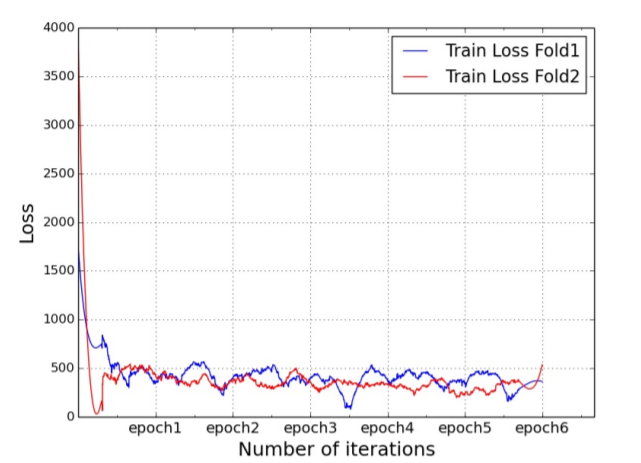 4000
3500
3000
2500
2000
1500
1000
500
0
Loss
Train Loss Fold1
Train Loss Fold2
epoch1 epoch2 epoch3 epoch4 epoch5 epoch6
Number of iterations